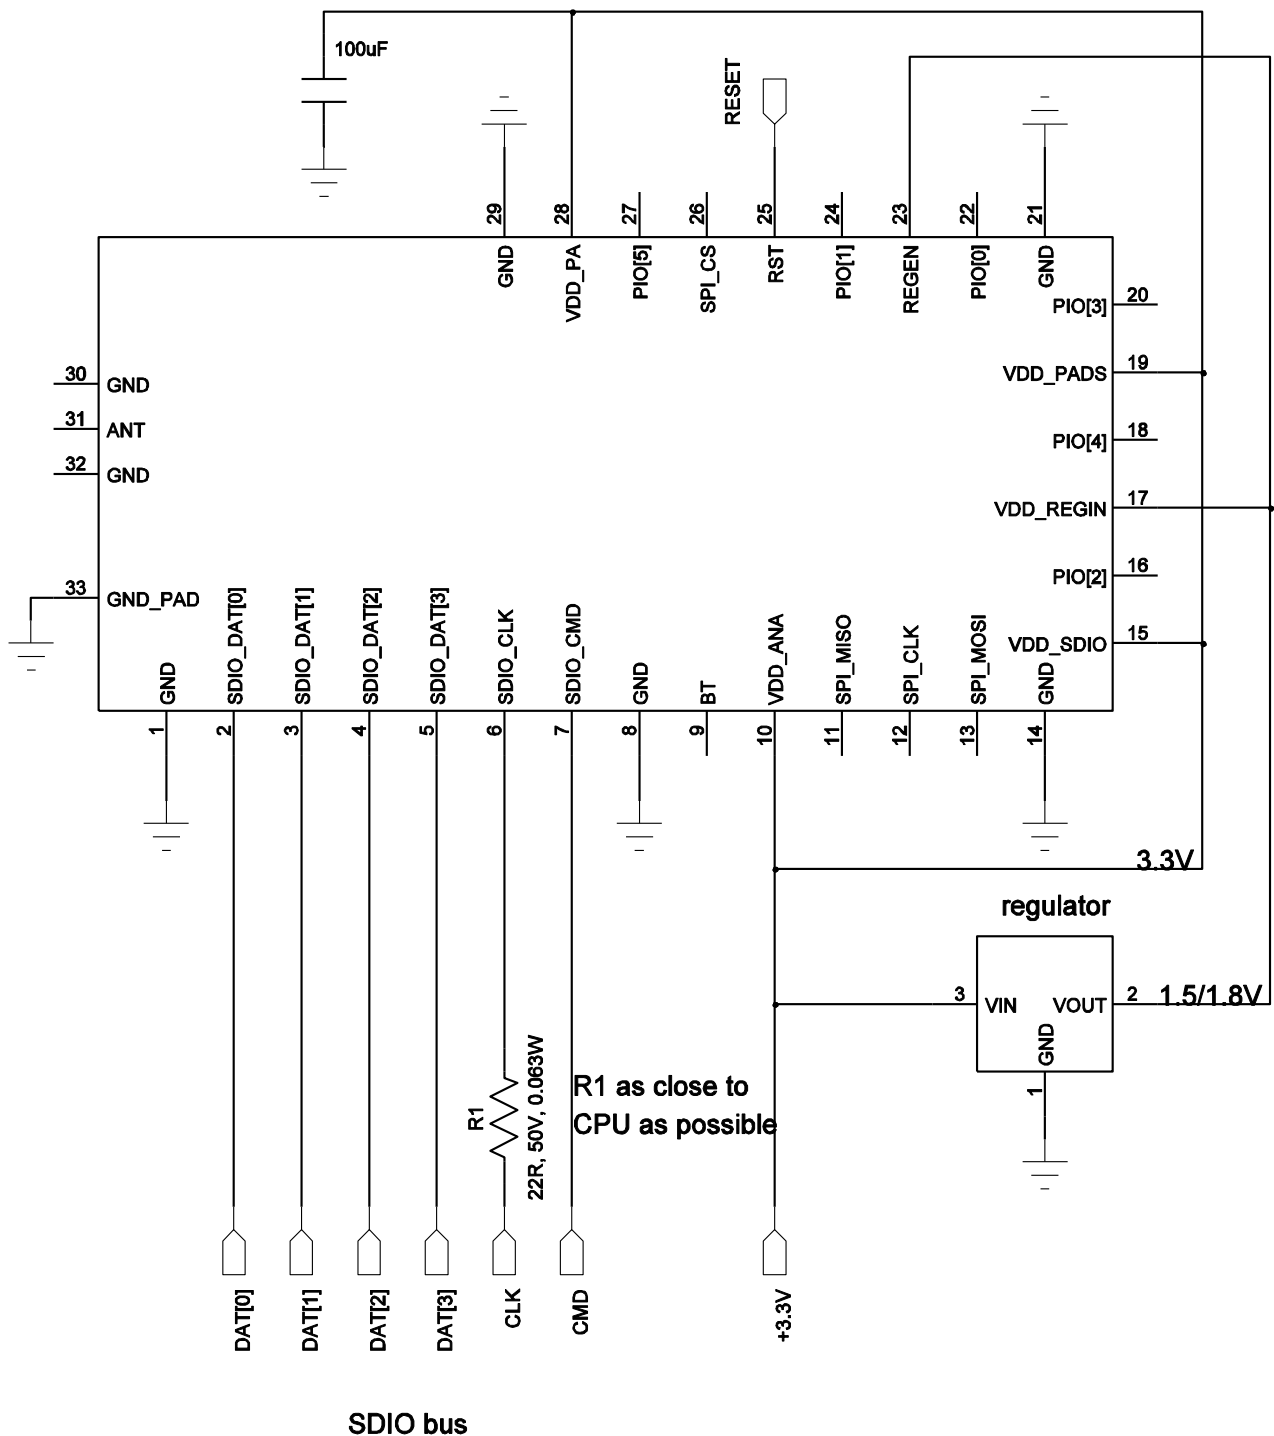 100uF
RESET
29
28
27
26
25
24
23
22
21
GND
VDD_PA
PIO[5]
SPI_CS
RST
PIO[1]
REGEN
PIO[0]
GND
PIO[3]
20
VDD_PADS
19
30
GND
31
ANT
PIO[4]
18
32
GND
VDD_REGIN
17
PIO[2]
16
33
GND_PAD
VDD_SDIO
15
GND
SDIO_DAT[0]
SDIO_DAT[1]
SDIO_DAT[2]
SDIO_DAT[3]
SDIO_CLK
SDIO_CMD
GND
BT
VDD_ANA
SPI_MISO
SPI_CLK
SPI_MOSI
GND
1
2
3
4
5
6
7
8
9
10
11
12
13
14
3.3V
regulator
3
VIN
VOUT
2
1.5/1.8V
GND
1
R1
22R, 50V, 0.063W
R1 as close to
CPU as possible
DAT[0]
DAT[1]
DAT[2]
DAT[3]
CLK
CMD
+3.3V
SDIO bus